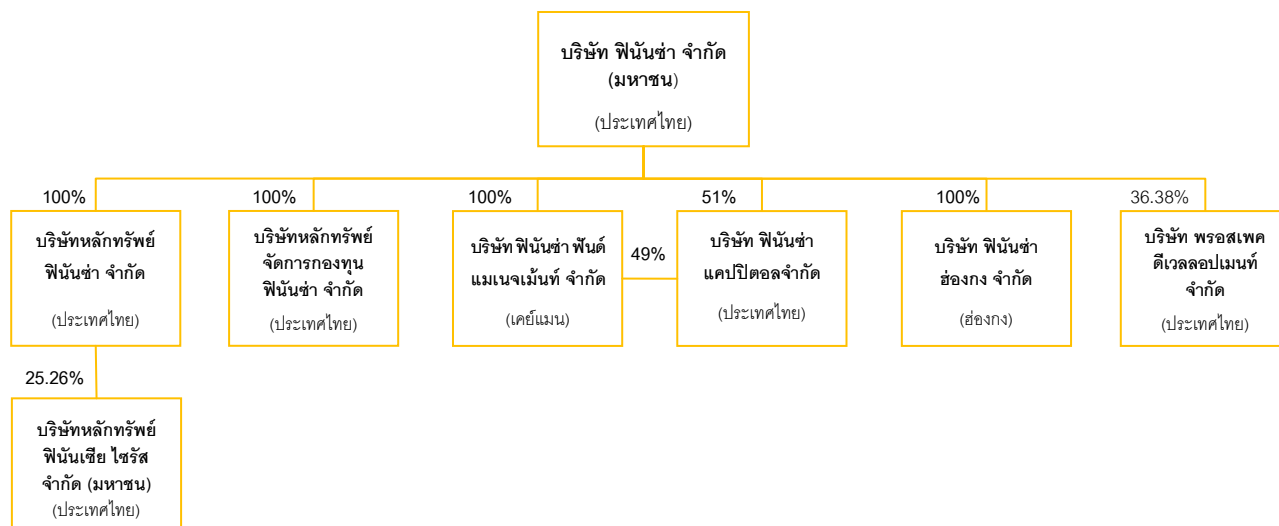 บริษัท ฟินันซ่า จำกัด
(มหาชน)
(ประเทศไทย)
100%
บริษัทหลักทรัพย์
ฟินันซ่า จำกัด
(ประเทศไทย)
100%
บริษัทหลักทรัพย์
จัดการกองทุน
ฟินันซ่า จำกัด
(ประเทศไทย)
100%
บริษัท ฟินันซ่า ฟันด์
แมเนจเม้นท์ จำกัด
(เคย์แมน)
49%
51%
บริษัท ฟินันซ่า
แคปปิตอลจำกัด
(ประเทศไทย)
100%
บริษัท ฟินันซ่า
ฮ่องกง จำกัด
(ฮ่องกง)
36.38%
บริษัท พรอสเพค
ดีเวลลอปเมนท์
จำกัด
(ประเทศไทย)
25.26%
บริษัทหลักทรัพย์
ฟินันเซีย ไซรัส
จำกัด (มหาชน)
(ประเทศไทย)